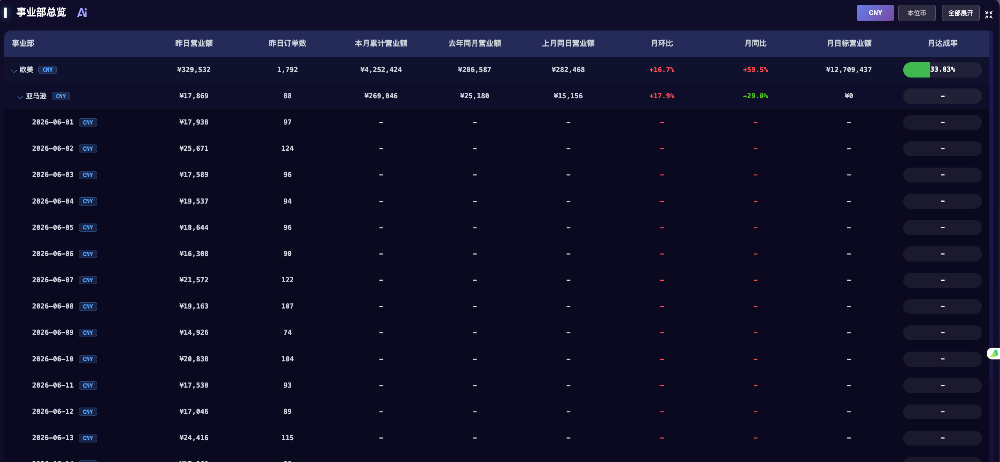 事业部总览 Ai CNY 本位币 全部展开
事业部 昨日营业额 昨日订单数 本月累计营业额 去年同月营业额 上月同日营业额 月环比 月同比 月目标营业额 月达成率
欧美 CNY ¥329,532 1,792 ¥4,252,424 ¥206,587 ¥282,468 +16.7% +59.5% ¥12,709,437 33.83%
亚马逊 CNY ¥17,869 88 ¥269,046 ¥25,180 ¥15,156 +17.9% -29.0% ¥0 -
2026-06-01 CNY ¥17,938 97 - - - - - - -
2026-06-02 CNY ¥25,671 124 - - - - - - -
2026-06-03 CNY ¥17,589 96 - - - - - - -
2026-06-04 CNY ¥19,537 94 - - - - - - -
2026-06-05 CNY ¥18,644 96 - - - - - - -
2026-06-06 CNY ¥16,308 90 - - - - - - -
2026-06-07 CNY ¥21,572 122 - - - - - - -
2026-06-08 CNY ¥19,163 107 - - - - - - -
2026-06-09 CNY ¥14,926 74 - - - - - - -
2026-06-10 CNY ¥20,838 104 - - - - - - -
2026-06-11 CNY ¥17,530 93 - - - - - - -
2026-06-12 CNY ¥17,046 89 - - - - - - -
2026-06-13 CNY ¥24,416 115 - - - - - - -